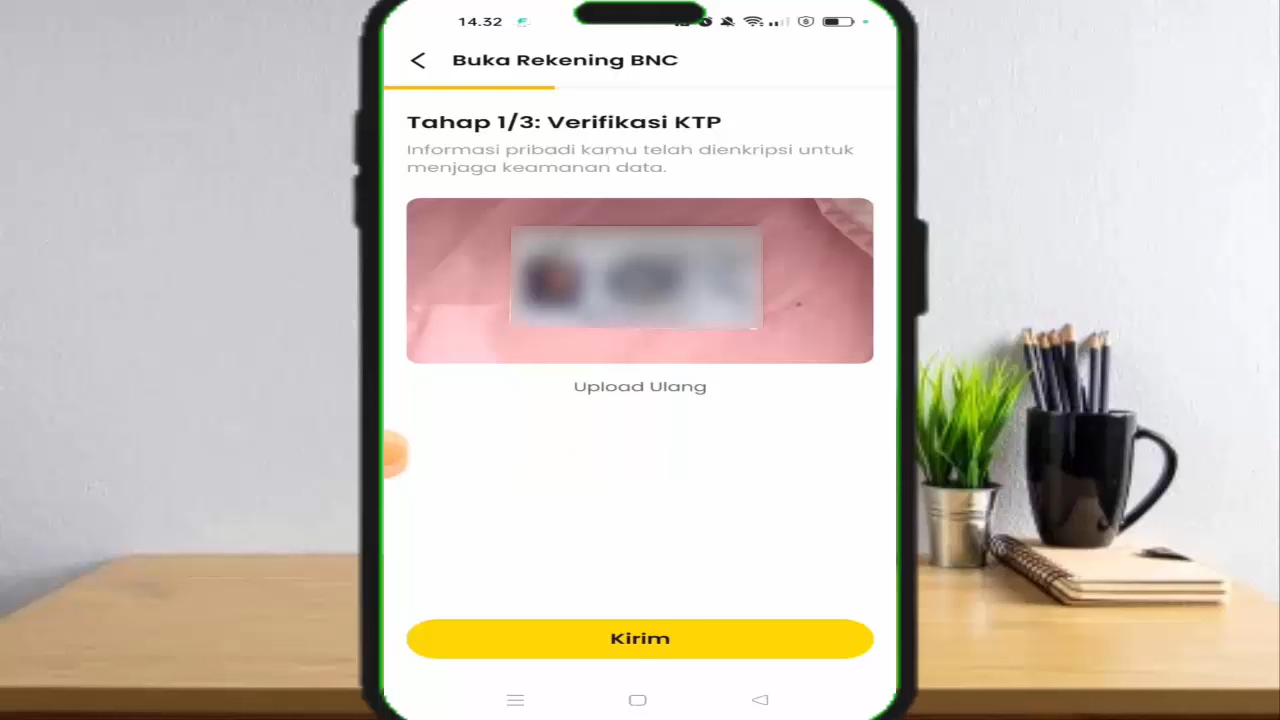 14.32
Buka Rekening BNC
Tahap 1/3: Verifikasi KTP
Informasi pribadi kamu telah dienkripsi untuk
menjaga keamanan data.
Upload Ulang
Kirim